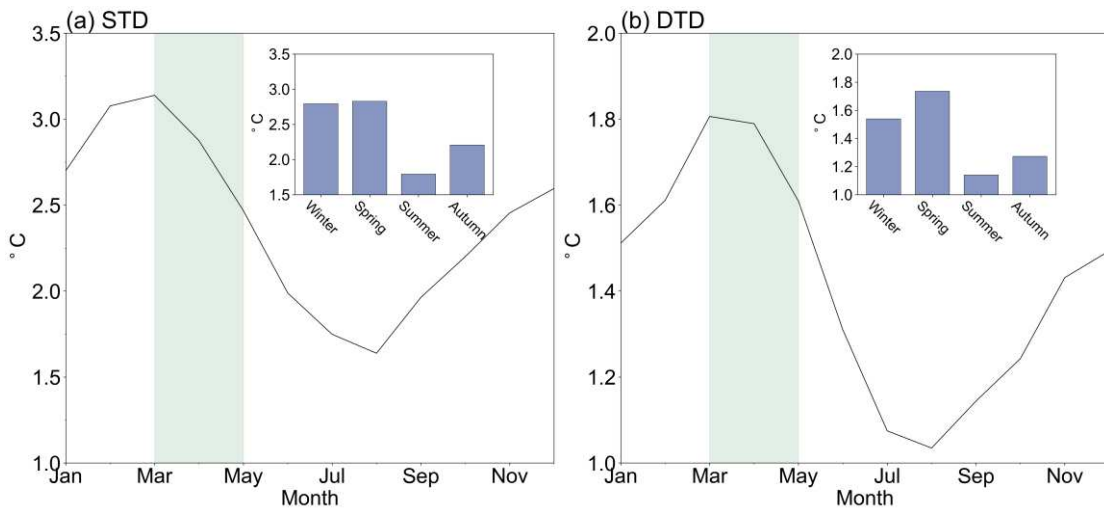 (a) STD
3.5
3.0
2.5
2.0
1.5
1.0
° C
Jan
Mar
May
Jul
Sep
Nov
Month
3.5
3.0
2.5
2.0
1.5
° C
Winter
Spring
Summer
Autumn
(b) DTD
2.0
1.8
1.6
1.4
1.2
1.0
° C
Jan
Mar
May
Jul
Sep
Nov
Month
2.0
1.8
1.6
1.4
1.2
1.0
° C
Winter
Spring
Summer
Autumn